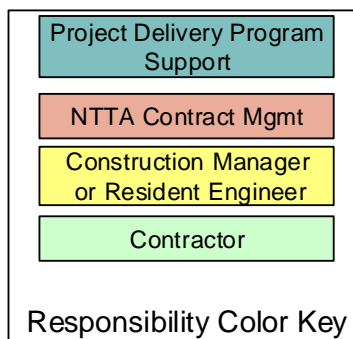 Project Delivery Program
Support
NTTA Contract Mgmt
Construction Manager
or Resident Engineer
Contractor
Responsibility Color Key